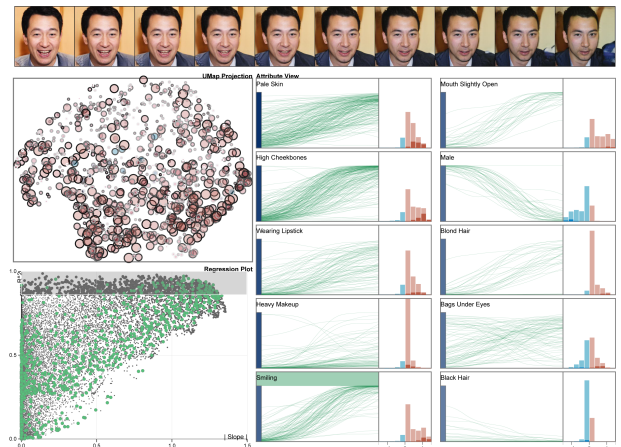 UMap Projection
Attribute View
Pale Skin
Mouth Slightly Open
High Cheekbones
Male
Wearing Lipstick
Blond Hair
Regression Plot
1.0
Heavy Makeup
Bags Under Eyes
0.5
Smiling
Black Hair
0.0
| Slope |
0.0
0.5
1.0
1.5